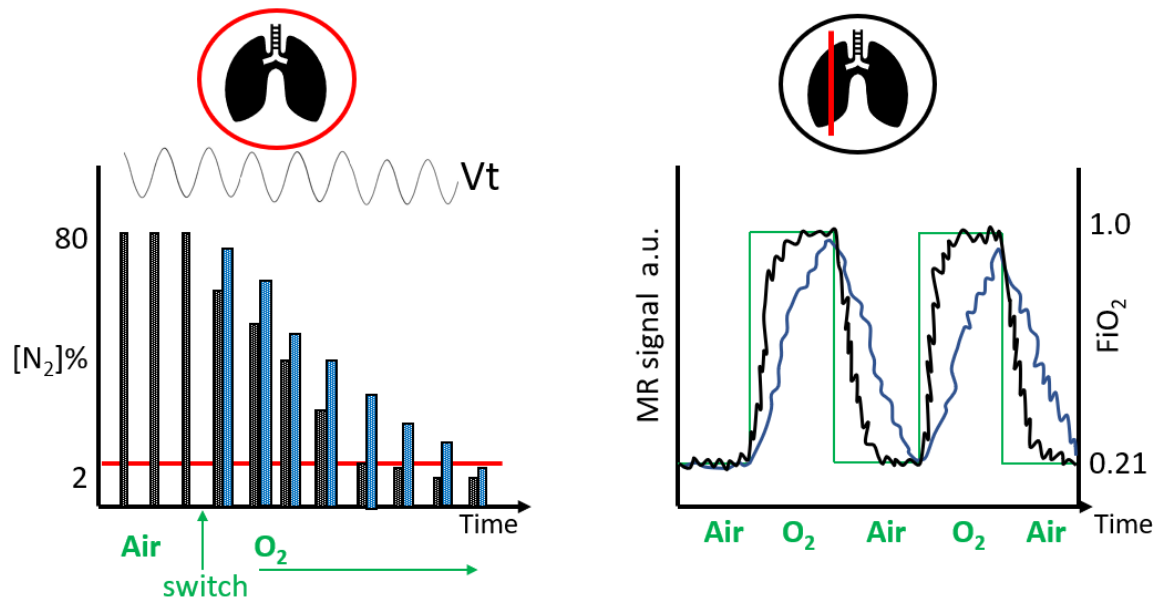 Vt
80
[N₂]%
2
Time
Air
O₂
switch
1.0
MR signal a.u.
FiO₂
0.21
Air
O₂
Air
O₂
Air
Time